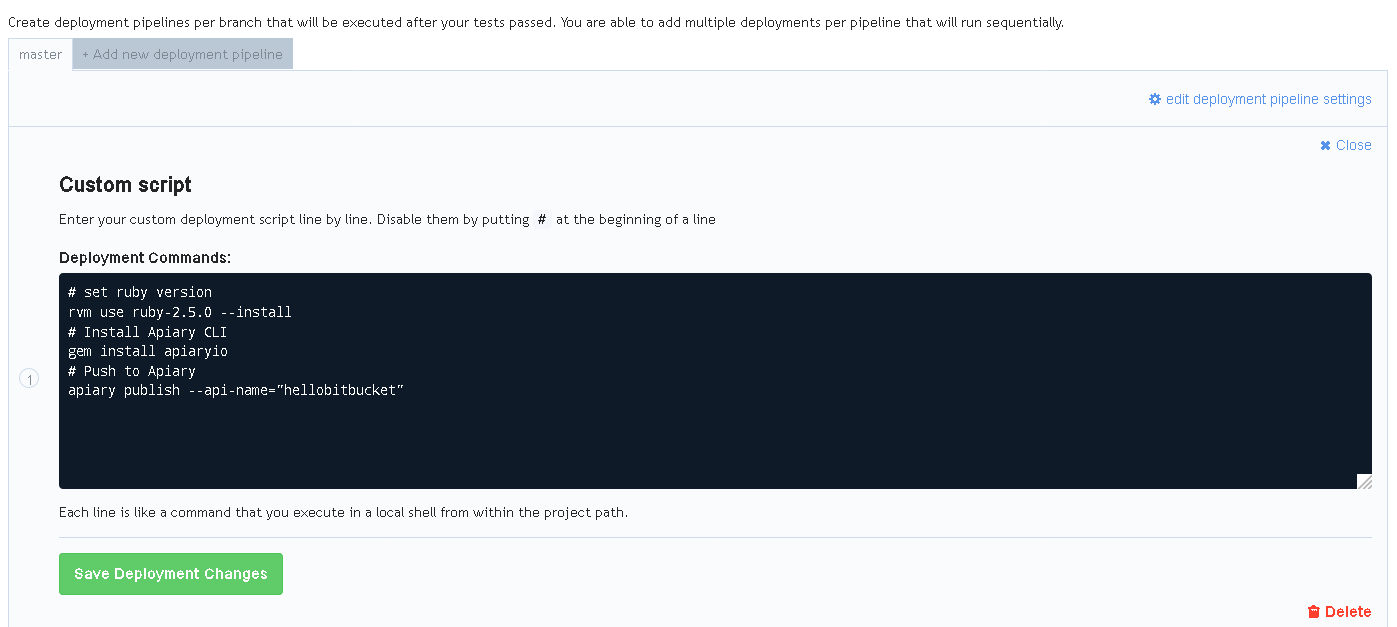 Create deployment pipelines per branch that will be executed after your tests passed. You are able to add multiple deployments per pipeline that will run sequentially.
master
+ Add new deployment pipeline
edit deployment pipeline settings
Close
Custom script
Enter your custom deployment script line by line. Disable them by putting # at the beginning of a line
Deployment Commands:
# set ruby version
rvm use ruby-2.5.0 --install
# Install Apiary CLI
gem install apiaryio
# Push to Apiary
apiary publish --api-name=”hellobitbucket”
1
Each line is like a command that you execute in a local shell from within the project path.
Save Deployment Changes
Delete